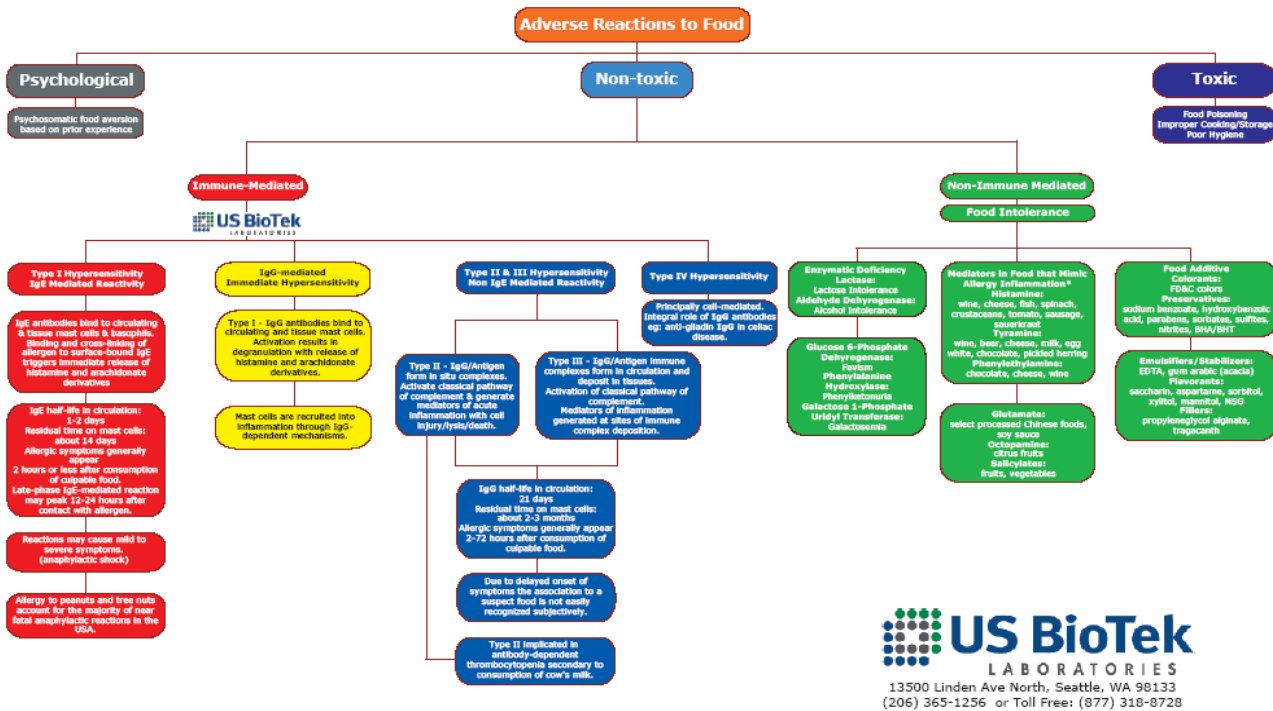 Adverse Reactions to Food
Psychological
Non-toxic
Toxic
Psychosomatic food aversion
based on prior experience
Food Poisoning
Improper Cooking/Storage
Poor Hygiene
Immune-Mediated
US BioTek
LABORATORIES
Non-Immune Mediated
Food Intolerance
Type I Hypersensitivity
IgE Mediated Reactivity
IgE antibodies bind to circulating
& tissue mast cells & basophils.
Binding and cross-linking of
allergen to surface-bound IgE
triggers immediate release of
histamine and arachidonate
derivatives
IgE half-life in circulation:
1-2 days
Residual time on mast cells:
about 14 days
Allergic symptoms generally
appear
2 hours or less after consumption
of culpable food.
Late-phase IgE-mediated reaction
may peak 12-24 hours after
contact with allergen.
Reactions may cause mild to
severe symptoms.
(anaphylactic shock)
Allergy to peanuts and tree nuts
account for the majority of near
fatal anaphylactic reactions in the
USA.
IgG-mediated
Immediate Hypersensitivity
Type I - IgG antibodies bind to
circulating and tissue mast cells.
Activation results in
degranulation with release of
histamine and arachidonate
derivatives.
Mast cells are recruited into
inflammation through IgG-
dependent mechanisms.
Type II & III Hypersensitivity
Non IgE Mediated Reactivity
Type II - IgG/Antigen
form in situ complexes.
Activate classical pathway
of complement & generate
mediators of acute
inflammation with cell
injury/lysis/death.
Type III - IgG/Antigen immune
complexes form in circulation and
deposit in tissues.
Activation of classical pathway of
complement.
Mediators of inflammation
generated at sites of immune
complex deposition.
IgG half-life in circulation:
21 days
Residual time on mast cells:
about 2-3 months
Allergic symptoms generally appear
2-72 hours after consumption of
culpable food.
Due to delayed onset of
symptoms the association to a
suspect food is not easily
recognized subjectively.
Type II implicated in
antibody-dependent
thrombocytopenia secondary to
consumption of cow's milk.
Type IV Hypersensitivity
Principally cell-mediated.
Integral role of IgG antibodies
eg: anti-gliadin IgG in celiac
disease.
Enzymatic Deficiency
Lactase:
Lactose Intolerance
Aldehyde Dehydrogenase:
Alcohol Intolerance
Glucose 6-Phosphate
Dehydrogenase:
Favism
Phenylalanine
Hydroxylase:
Phenylketonuria
Galactose 1-Phosphate
Uridyl Transferase:
Galactosemia
Mediators in Food that Mimic
Allergy Inflammation*
Histamine:
wine, cheese, fish, spinach,
crustaceans, tomato, sausage,
sauerkraut
Tyramine:
wine, beer, cheese, milk, egg
white, chocolate, pickled herring
Phenylethylamine:
chocolate, cheese, wine
Glutamate:
select processed Chinese foods,
soy sauce
Octopamine:
citrus fruits
Salicylates:
fruits, vegetables
Food Additive
Colorants:
FD&C colors
Preservatives:
sodium benzoate, hydroxybenzoic
acid, parabens, sorbates, sulfites,
nitrites, BHA/BHT
Emulsifiers/Stabilizers:
EDTA, gum arabic (acacia)
Flavorants:
saccharin, aspartame, sorbitol,
xylitol, mannitol, MSG
Fillers:
propyleneglycol alginate,
tragacanth
US BioTek
LABORATORIES
13500 Linden Ave North, Seattle, WA 98133
(206) 365-1256 or Toll Free: (877) 318-8728